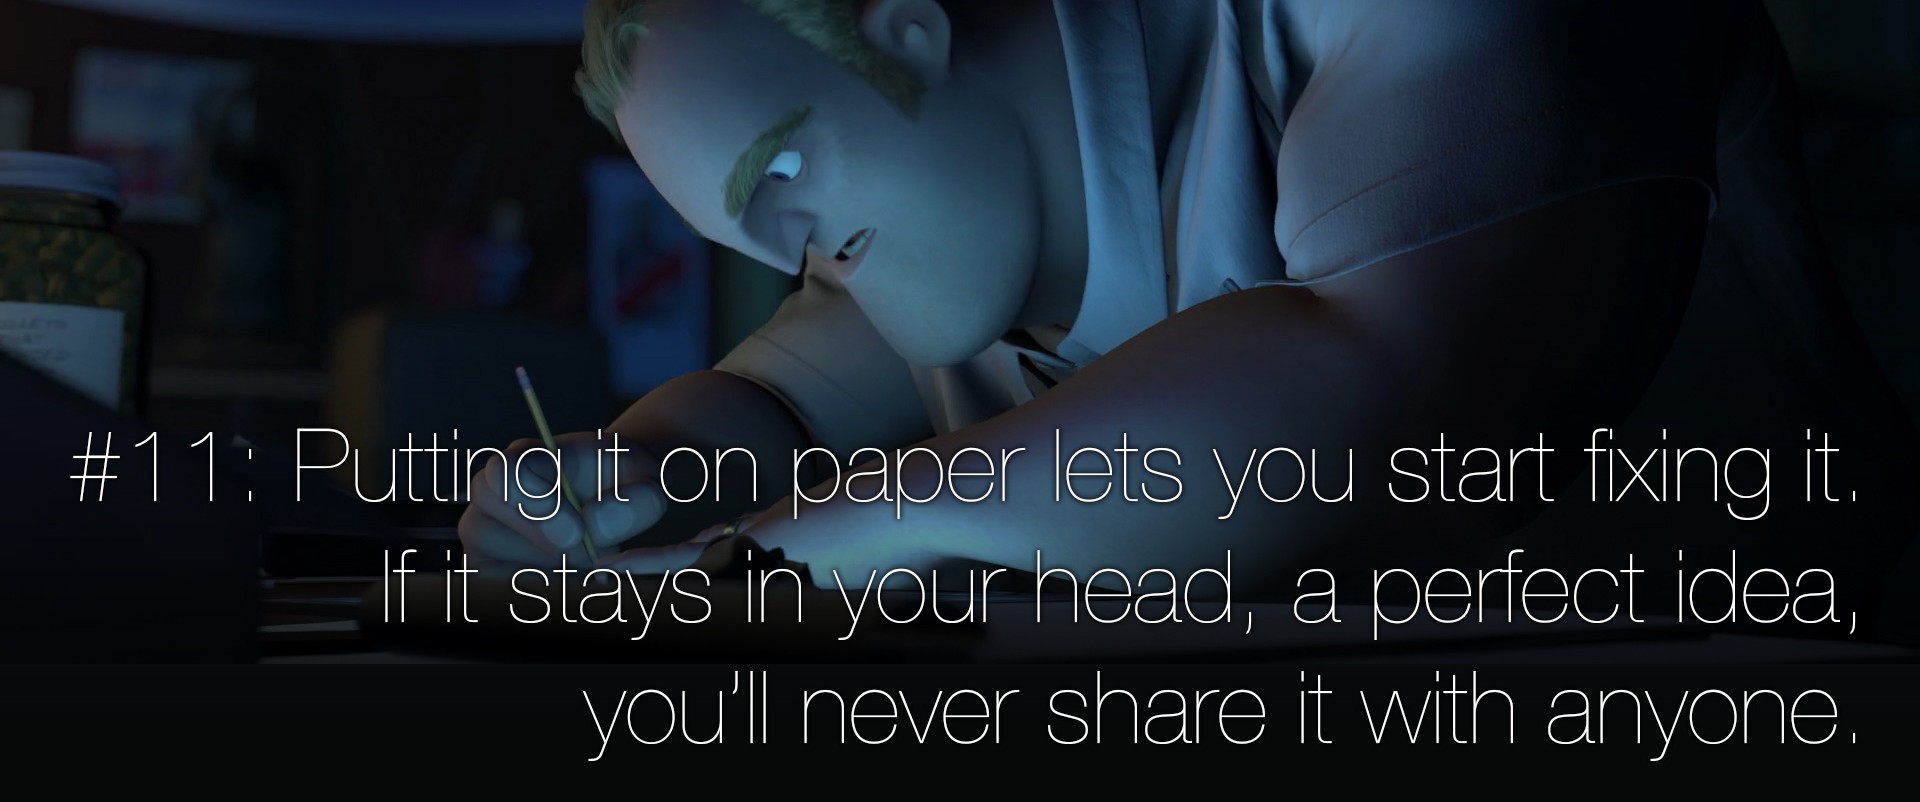 #11: Putting it on paper lets you start fixing it.
If it stays in your head, a perfect idea,
you’ll never share it with anyone.